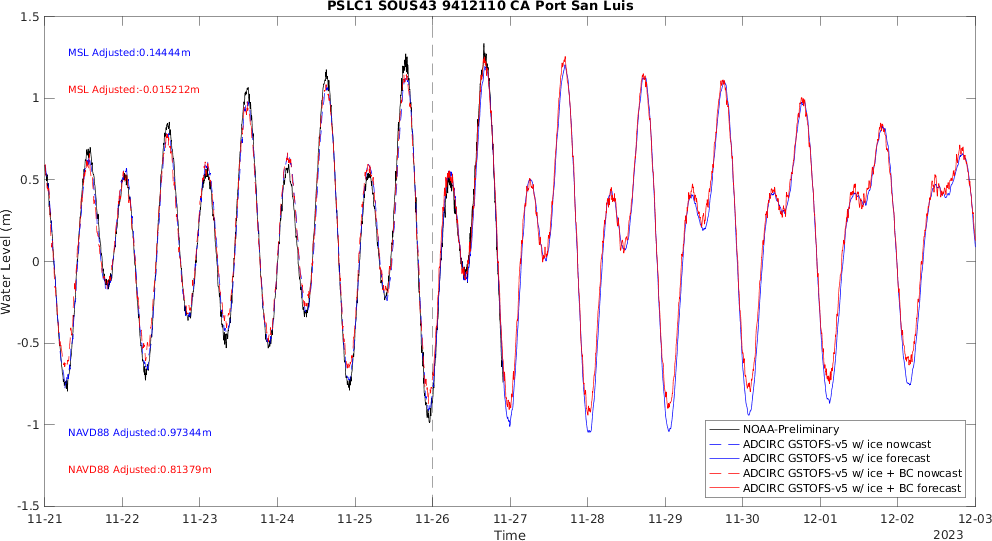 PSLC1 SOUS43 9412110 CA Port San Luis
1.5
1
0.5
0
-0.5
-1
-1.5
Water Level (m)
MSL Adjusted:0.14444m
MSL Adjusted:-0.015212m
NAVD88 Adjusted:0.97344m
NAVD88 Adjusted:0.81379m
NOAA-Preliminary
ADCIRC GSTOFS-v5 w/ ice nowcast
ADCIRC GSTOFS-v5 w/ ice forecast
ADCIRC GSTOFS-v5 w/ ice + BC nowcast
ADCIRC GSTOFS-v5 w/ ice + BC forecast
11-21 11-22 11-23 11-24 11-25 11-26 11-27 11-28 11-29 11-30 12-01 12-02 12-03
Time
2023